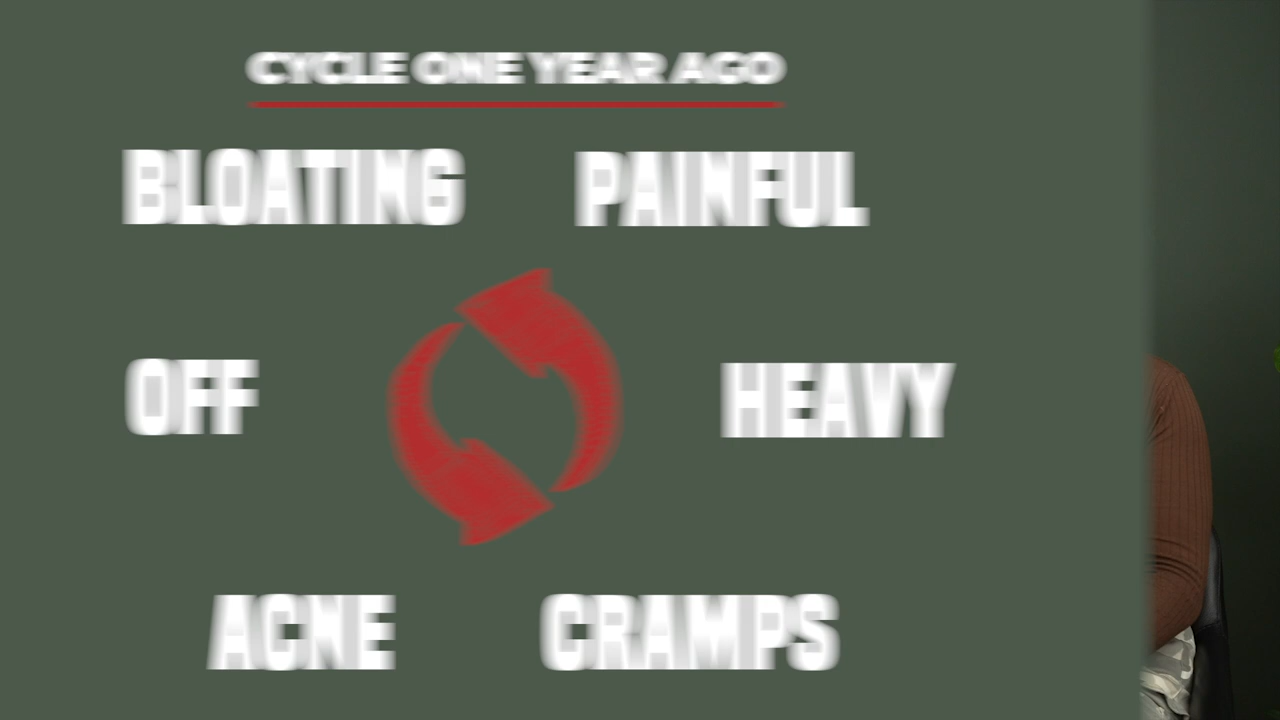 CYCLE ONE YEAR AGO
BLOATING PAINFUL
OFF HEAVY
ACNE CRAMPS